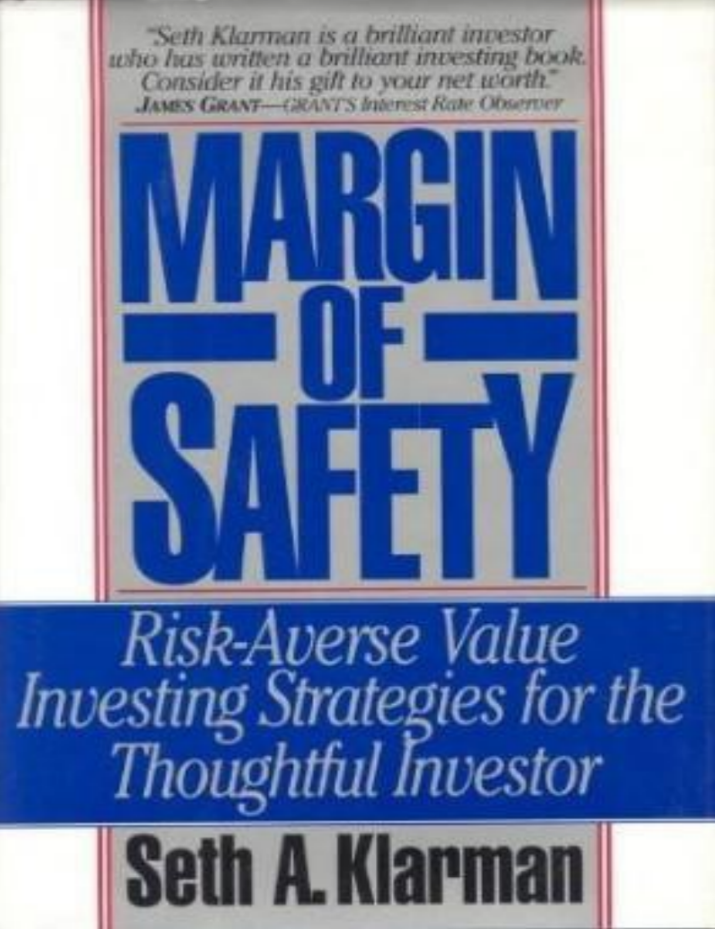 "Seth Klarman is a brilliant investor
who has written a brilliant investing book.
Consider it his gift to your net worth."
JAMES GRANT—GRANT'S Interest Rate Observer
MARGIN
OF
SAFETY
Risk-Averse Value
Investing Strategies for the
Thoughtful Investor
Seth A. Klarman